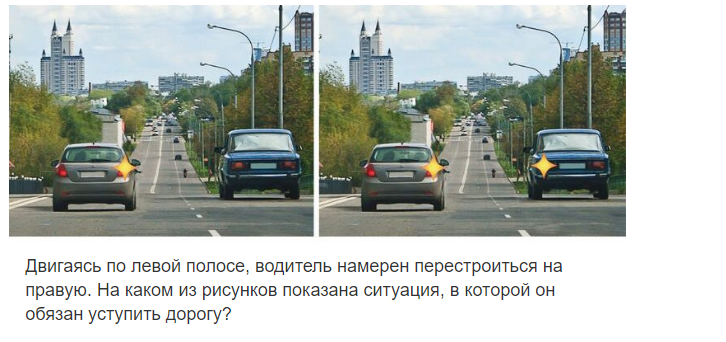 Двигаясь по левой полосе, водитель намерен перестроиться на
правую. На каком из рисунков показана ситуация, в которой он
обязан уступить дорогу?